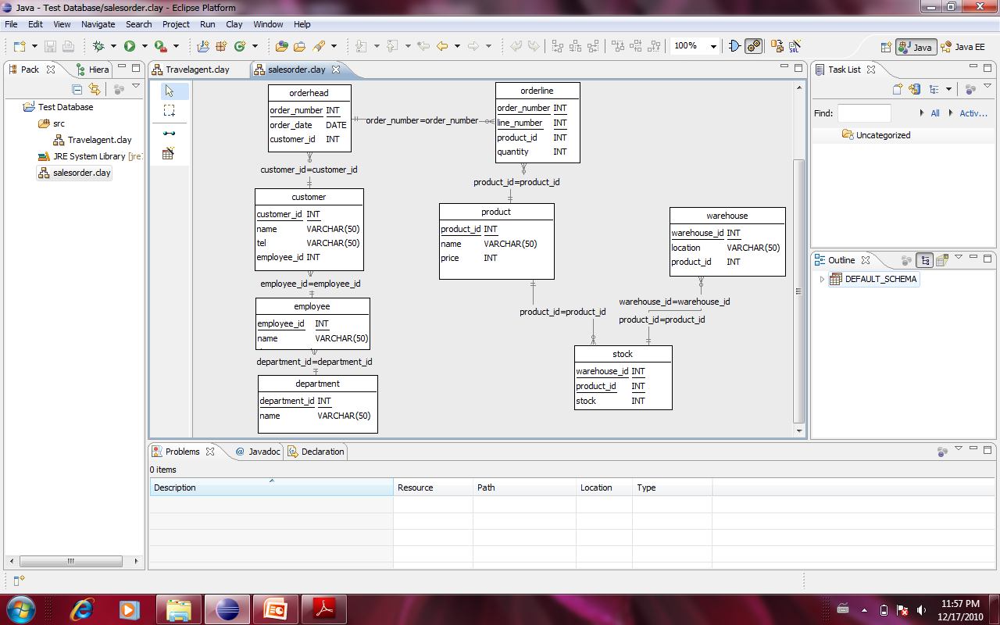 Java - Test Database/salesorder.clay - Eclipse Platform
File Edit View Navigate Search Project Run Clay Window Help
100%
Java
Java EE
Pack
Hiera
Test Database
src
Travelagent.clay
JRE System Library [jre
salesorder.clay
Travelagent.clay
salesorder.clay
orderhead
order_number INT
order_date DATE
customer_id INT
order_number=order_number
orderline
order_number INT
line_number INT
product_id INT
quantity INT
customer_id=customer_id
product_id=product_id
customer
customer_id INT
name VARCHAR(50)
tel VARCHAR(50)
employee_id INT
product
product_id INT
name VARCHAR(50)
price INT
warehouse
warehouse_id INT
location VARCHAR(50)
product_id INT
employee_id=employee_id
employee
employee_id INT
name VARCHAR(50)
product_id=product_id
warehouse_id=warehouse_id
product_id=product_id
department_id=department_id
department
department_id INT
name VARCHAR(50)
stock
warehouse_id INT
product_id INT
stock INT
Task List
Find:
All
Activ...
Uncategorized
Outline
DEFAULT_SCHEMA
Problems
@ Javadoc
Declaration
0 items
Description Resource Path Location Type
11:57 PM
12/17/2010